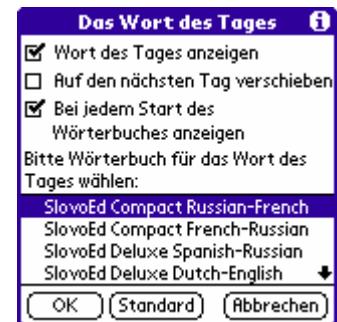 Das Wort des Tages
Wort des Tages anzeigen
Auf den nächsten Tag verschieben
Bei jedem Start des
Wörterbuches anzeigen
Bitte Wörterbuch für das Wort des
Tages wählen:
SlovoEd Compact Russian-French
SlovoEd Compact French-Russian
SlovoEd Deluxe Spanish-Russian
SlovoEd Deluxe Dutch-English
OK Standard Abbrechen